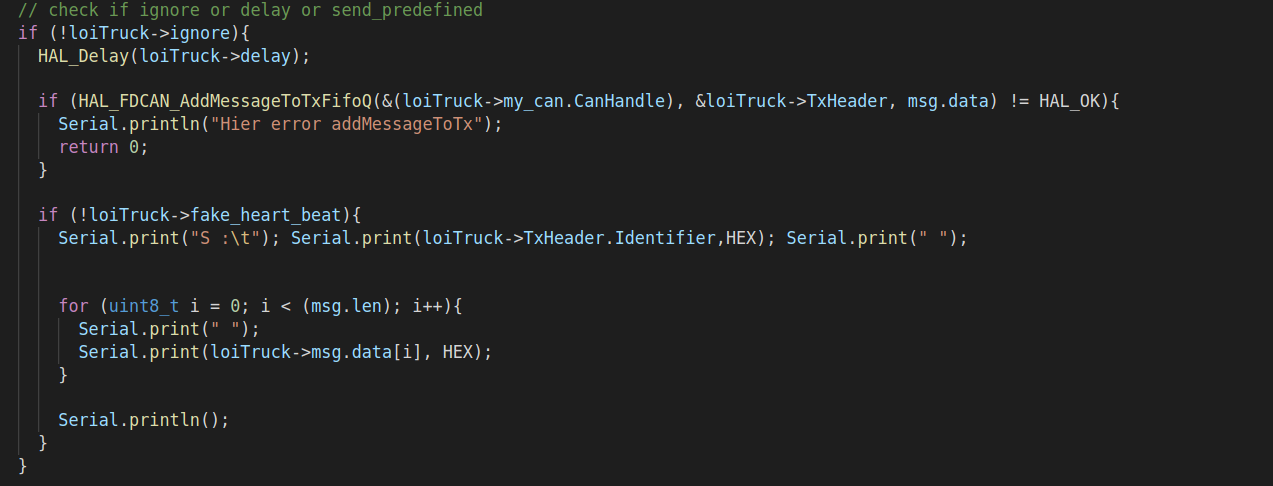 // check if ignore or delay or send_predefined
if (!loiTruck->ignore){
HAL_Delay(loiTruck->delay);
if (HAL_FDCAN_AddMessageToTxFifoQ(&(loiTruck->my_can.CanHandle), &loiTruck->TxHeader, msg.data) != HAL_OK){
Serial.println("Hier error addMessageToTx");
return 0;
}
if (!loiTruck->fake_heart_beat){
Serial.print("S :\t"); Serial.print(loiTruck->TxHeader.Identifier,HEX); Serial.print(" ");
for (uint8_t i = 0; i < (msg.len); i++){
Serial.print(" ");
Serial.print(loiTruck->msg.data[i], HEX);
}
Serial.println();
}
}